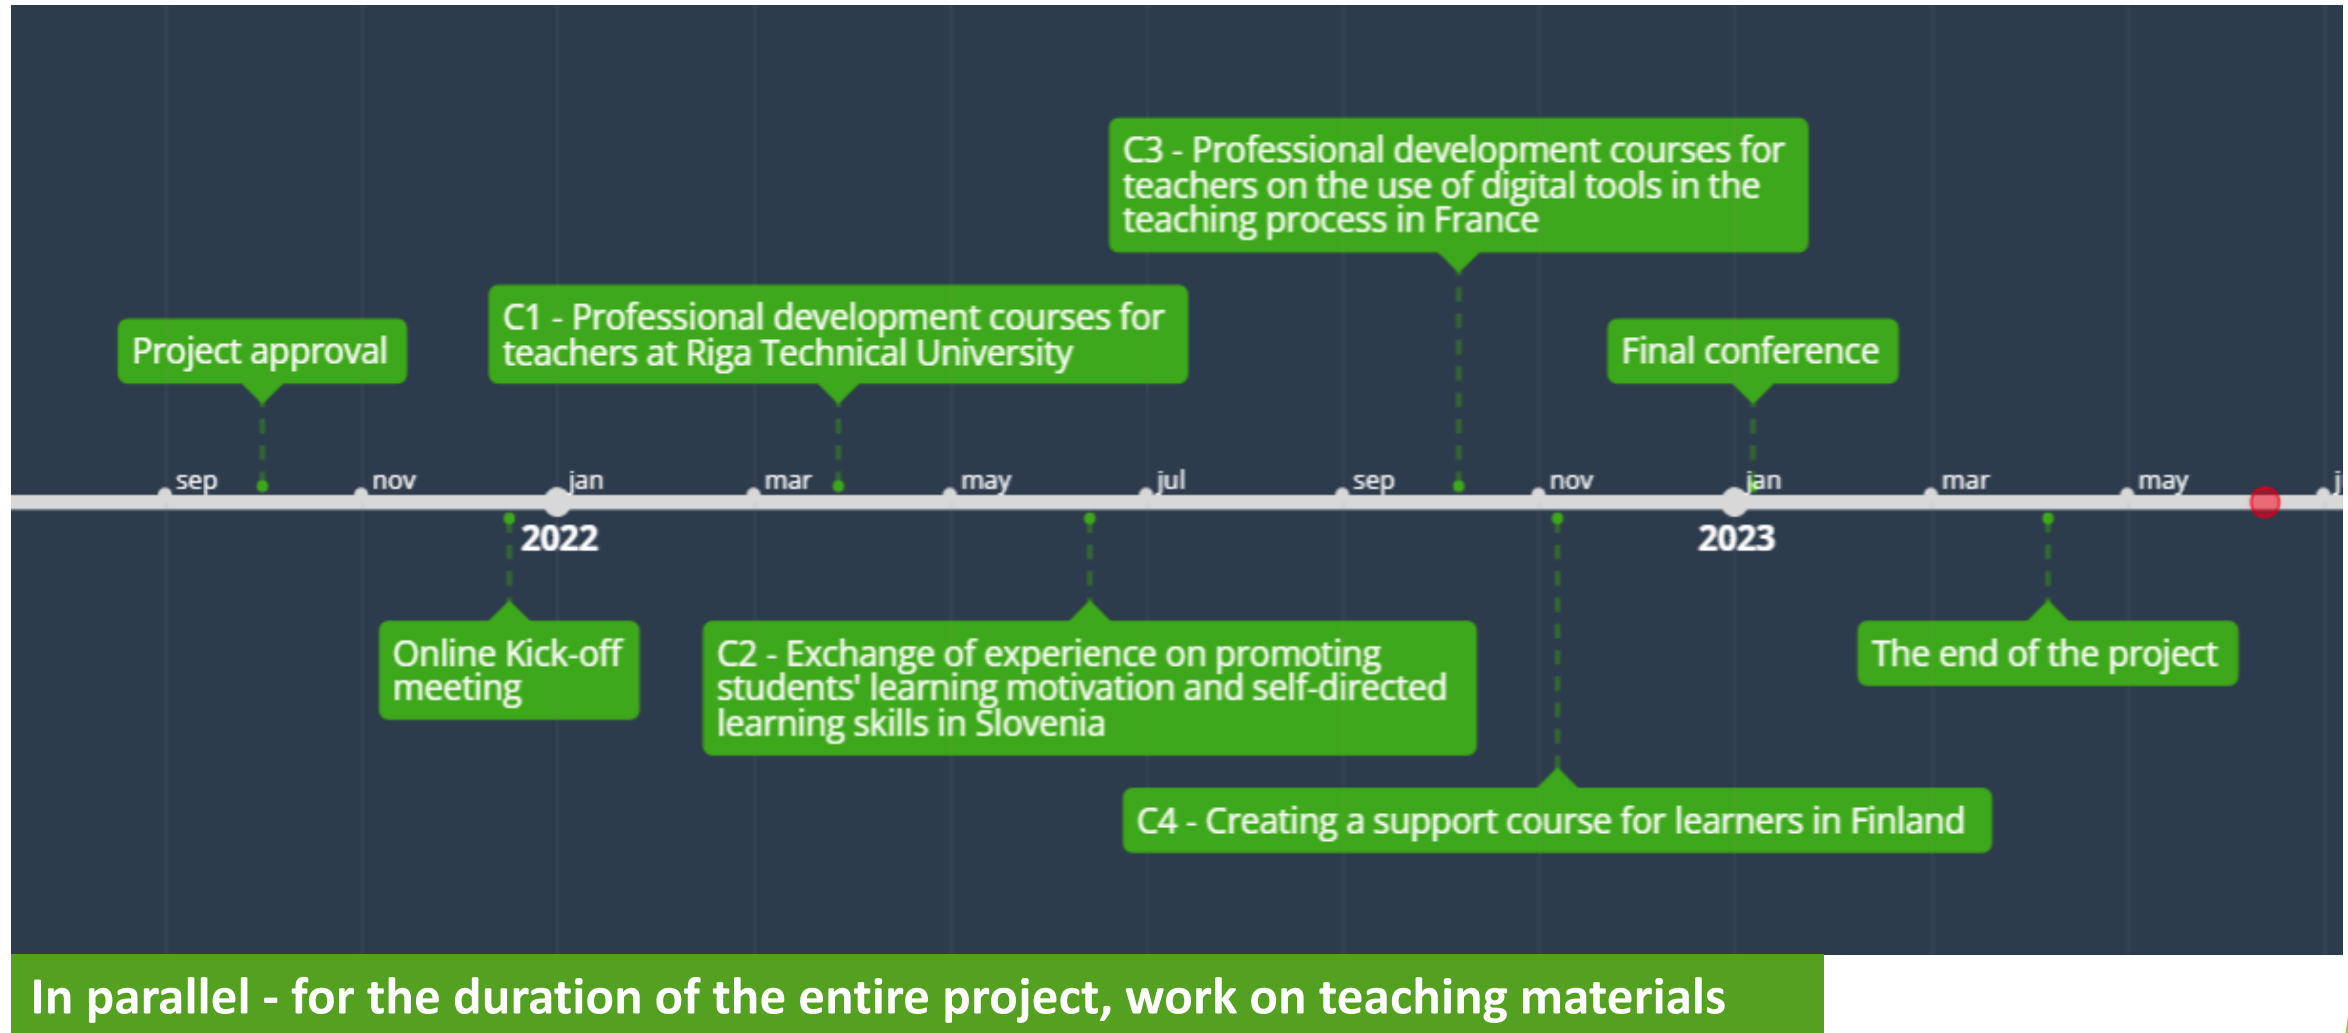 C3 - Professional development courses for
teachers on the use of digital tools in the
teaching process in France
C1 - Professional development courses for
teachers at Riga Technical University
Project approval
Final conference
sep
nov
jan
mar
may
jul
sep
nov
jan
mar
may
j
2022
2023
Online Kick-off
meeting
C2 - Exchange of experience on promoting
students' learning motivation and self-directed
learning skills in Slovenia
The end of the project
C4 - Creating a support course for learners in Finland
In parallel - for the duration of the entire project, work on teaching materials